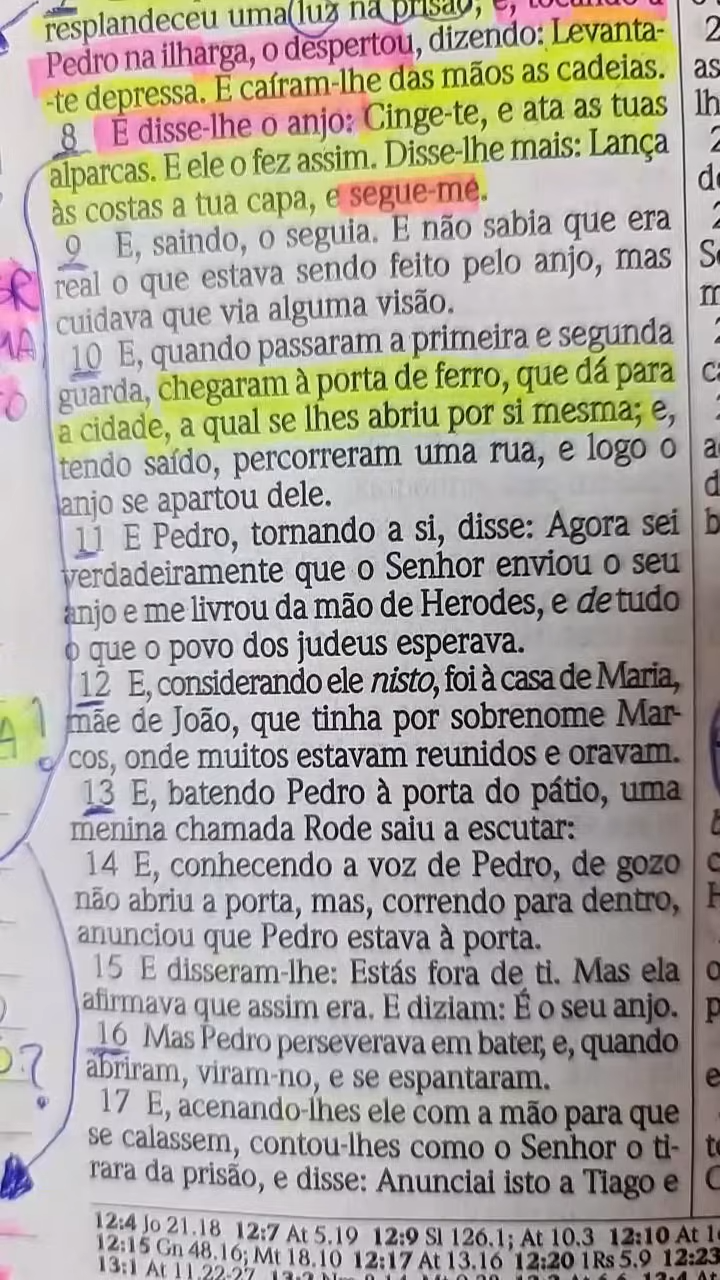 resplandeceu uma luz na prisão; e, tocando a
Pedro na ilharga, o despertou, dizendo: Levanta-
-te depressa. E caíram-lhe das mãos as cadeias.
8 E disse-lhe o anjo: Cinge-te, e ata as tuas
alparcas. E ele o fez assim. Disse-lhe mais: Lança
às costas a tua capa, e segue-me.
9 E, saindo, o seguia. E não sabia que era
real o que estava sendo feito pelo anjo, mas
cuidava que via alguma visão.
10 E, quando passaram a primeira e segunda
guarda, chegaram à porta de ferro, que dá para
a cidade, a qual se lhes abriu por si mesma; e,
tendo saído, percorreram uma rua, e logo o
anjo se apartou dele.
11 E Pedro, tornando a si, disse: Agora sei
verdadeiramente que o Senhor enviou o seu
anjo e me livrou da mão de Herodes, e de tudo
o que o povo dos judeus esperava.
12 E, considerando ele nisto, foi à casa de Maria,
mãe de João, que tinha por sobrenome Mar-
cos, onde muitos estavam reunidos e oravam.
13 E, batendo Pedro à porta do pátio, uma
menina chamada Rode saiu a escutar:
14 E, conhecendo a voz de Pedro, de gozo
não abriu a porta, mas, correndo para dentro,
anunciou que Pedro estava à porta.
15 E disseram-lhe: Estás fora de ti. Mas ela
afirmava que assim era. E diziam: É o seu anjo.
16 Mas Pedro perseverava em bater, e, quando
abriram, viram-no, e se espantaram.
17 E, acenando-lhes ele com a mão para que
se calassem, contou-lhes como o Senhor o ti-
rara da prisão, e disse: Anunciai isto a Tiago e
12:4 Jo 21.18 12:7 At 5.19 12:9 Sl 126.1; At 10.3 12:10 At
12:15 Gn 48.16; Mt 18.10 12:17 At 13.16 12:20 1Rs 5.9 12:23
13:1 At 11.22-27